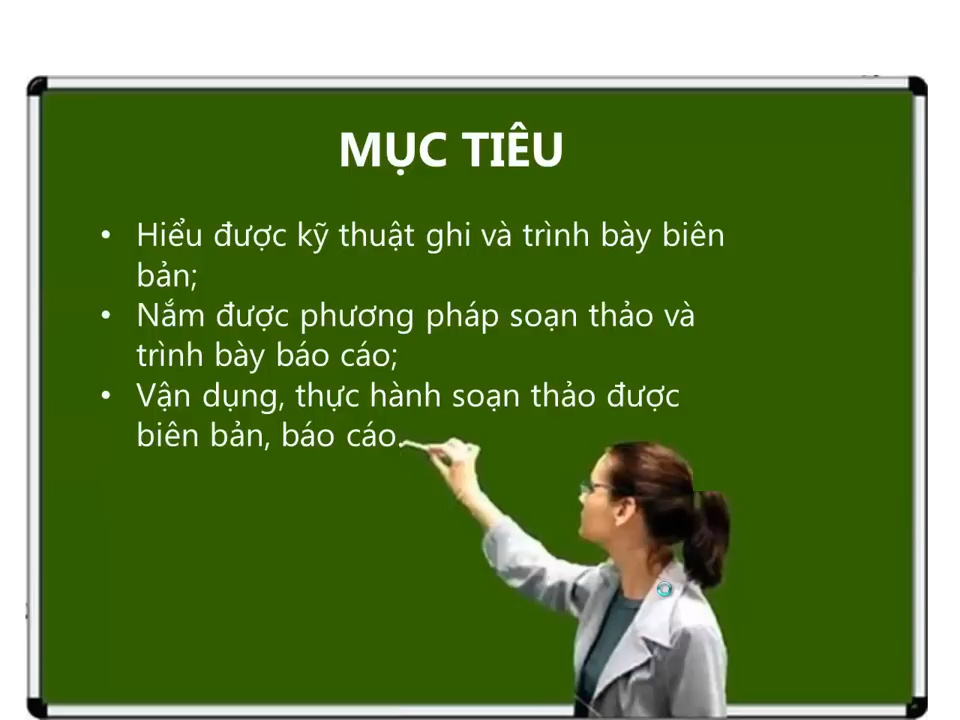 MỤC TIÊU
• Hiểu được kỹ thuật ghi và trình bày biên
bản;
• Nắm được phương pháp soạn thảo và
trình bày báo cáo;
• Vận dụng, thực hành soạn thảo được
biên bản, báo cáo.